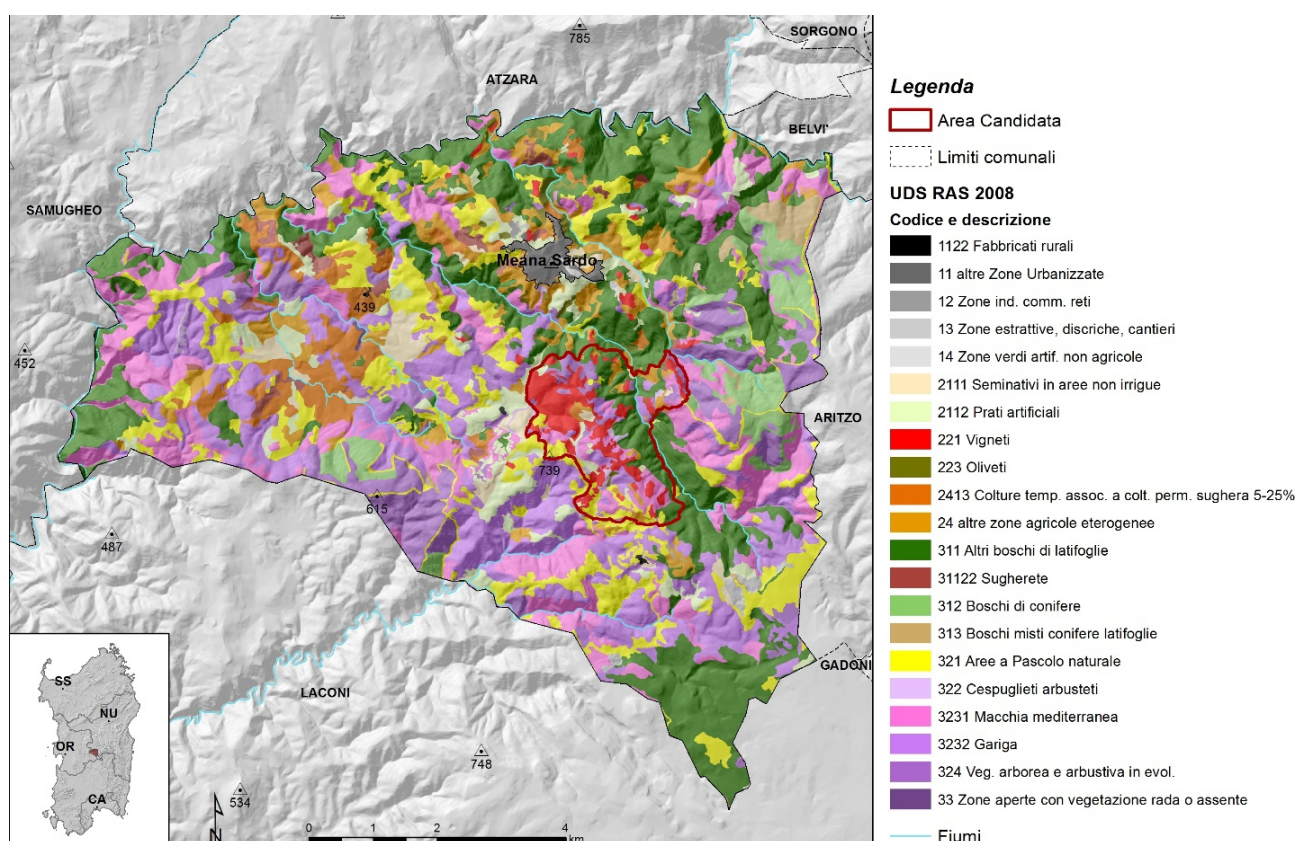 785
SORGONO
ATZARA
BELVI'
SAMUGHEO
Meana Sardo
439
452
ARITZO
739
615
487
GADONI
LACONI
748
534
SS
NU
OR
CA
N
0 1 2 4
km
Legenda
Area Candidata
Limiti comunali
UDS RAS 2008
Codice e descrizione
1122 Fabbricati rurali
11 altre Zone Urbanizzate
12 Zone ind. comm. reti
13 Zone estrattive, discriche, cantieri
14 Zone verdi artif. non agricole
2111 Seminativi in aree non irrigue
2112 Prati artificiali
221 Vigneti
223 Oliveti
2413 Colture temp. assoc. a colt. perm. sughera 5-25%
24 altre zone agricole eterogenee
311 Altri boschi di latifoglie
31122 Sugherete
312 Boschi di conifere
313 Boschi misti conifere latifoglie
321 Aree a Pascolo naturale
322 Cespuglieti arbusteti
3231 Macchia mediterranea
3232 Gariga
324 Veg. arborea e arbustiva in evol.
33 Zone aperte con vegetazione rada o assente
Fiumi